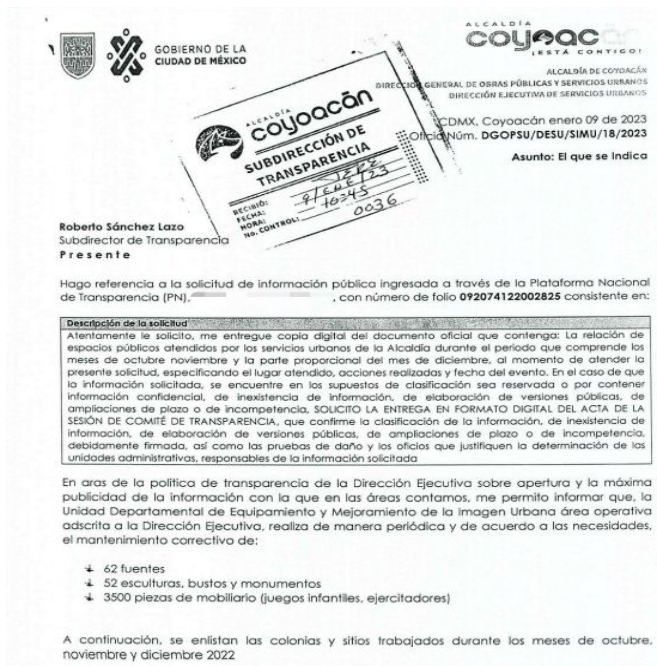 GOBIERNO DE LA
CIUDAD DE MÉXICO
ALCALDÍA
coyoac
¡ESTÁ CONTIGO!
ALCALDÍA DE COYOACÁN
DIRECCIÓN GENERAL DE OBRAS PÚBLICAS Y SERVICIOS URBANOS
DIRECCIÓN EJECUTIVA DE SERVICIOS URBANOS
CDMX, Coyoacán enero 09 de 2023
Oficio Núm. DGOPSU/DESU/SIMU/18/2023
Asunto: El que se Indica
ALCALDÍA
coyoacán
SUBDIRECCIÓN DE
TRANSPARENCIA
RECIBIÓ:
FECHA: 9/ENE/23
HORA: 10:45
No. CONTROL: 0036
Roberto Sánchez Lazo
Subdirector de Transparencia
Presente
Hago referencia a la solicitud de información pública ingresada a través de la Plataforma Nacional
de Transparencia (PN), , con número de folio 092074122002825 consistente en:
Descripción de la solicitud
Atentamente le solicito, me entregue copia digital del documento oficial que contenga: La relación de
espacios públicos atendidos por los servicios urbanos de la Alcaldía durante el periodo que comprende los
meses de octubre noviembre y la parte proporcional del mes de diciembre, al momento de atender la
presente solicitud, especificando el lugar atendido, acciones realizadas y fecha del evento. En el caso de que
la información solicitada, se encuentre en los supuestos de clasificación sea reservada o por contener
información confidencial, de inexistencia de información, de elaboración de versiones públicas, de
ampliaciones de plazo o de incompetencia, SOLICITO LA ENTREGA EN FORMATO DIGITAL DEL ACTA DE LA
SESIÓN DE COMITÉ DE TRANSPARENCIA, que confirme la clasificación de la información, de inexistencia de
información, de elaboración de versiones públicas, de ampliaciones de plazo o de incompetencia,
debidamente firmada, así como las pruebas de daño y los oficios que justifiquen la determinación de las
unidades administrativas, responsables de la información solicitada
En aras de la política de transparencia de la Dirección Ejecutiva sobre apertura y la máxima
publicidad de la información con la que en las áreas contamos, me permito informar que, la
Unidad Departamental de Equipamiento y Mejoramiento de la Imagen Urbana área operativa
adscrita a la Dirección Ejecutiva, realiza de manera periódica y de acuerdo a las necesidades,
el mantenimiento correctivo de:
62 fuentes
52 esculturas, bustos y monumentos
3500 piezas de mobiliario (juegos infantiles, ejercitadores)
A continuación, se enlistan las colonias y sitios trabajados durante los meses de octubre,
noviembre y diciembre 2022